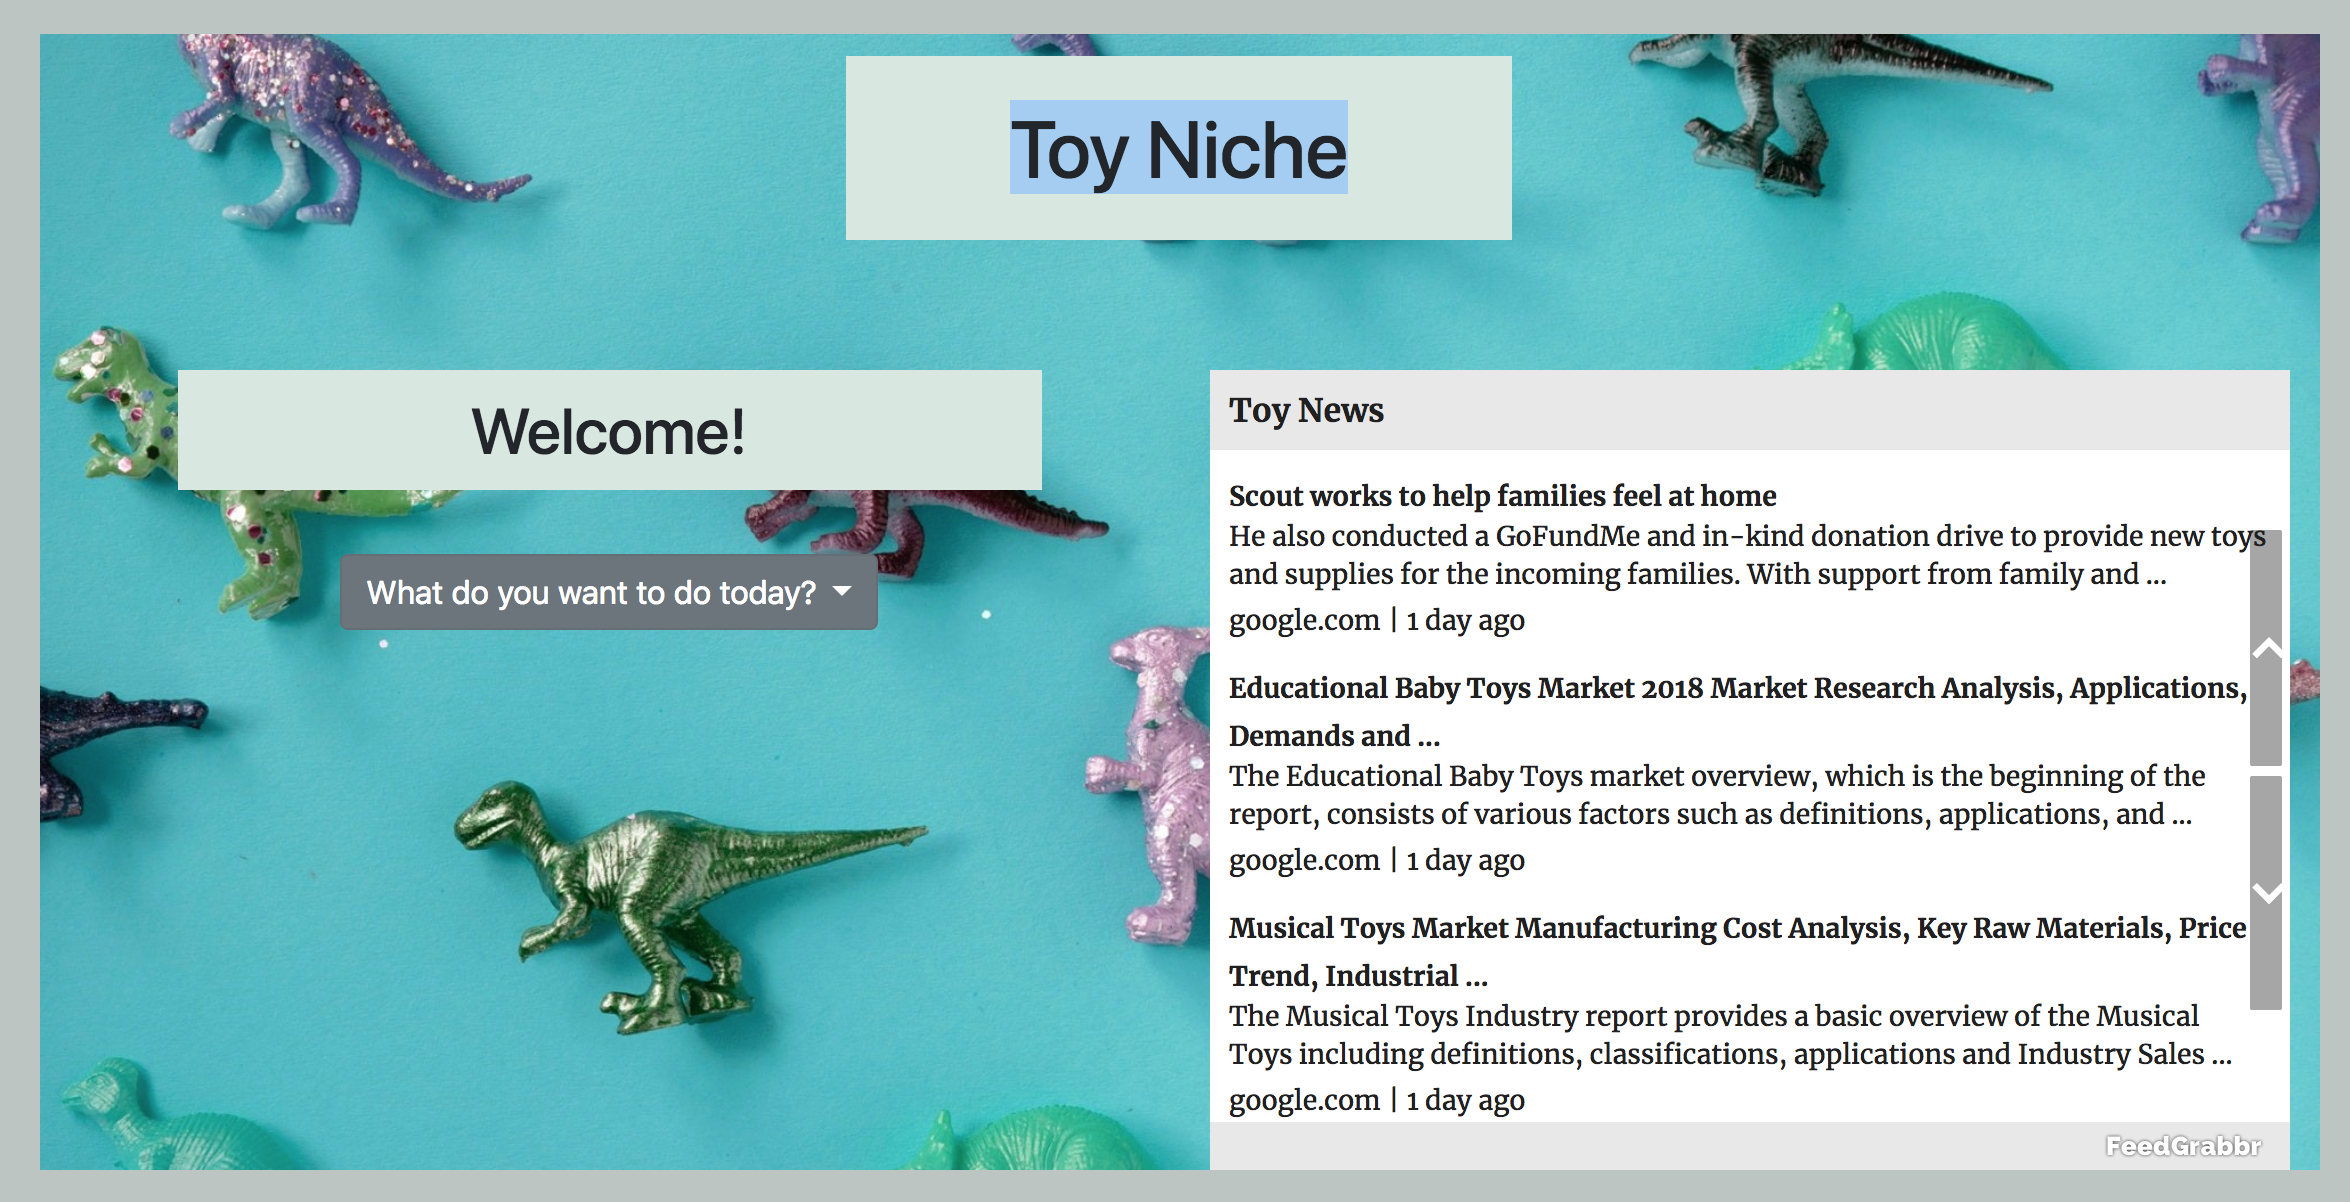 Toy Niche
Welcome!
What do you want to do today?
Toy News
Scout works to help families feel at home
He also conducted a GoFundMe and in-kind donation drive to provide new toys
and supplies for the incoming families. With support from family and ...
google.com | 1 day ago
Educational Baby Toys Market 2018 Market Research Analysis, Applications,
Demands and ...
The Educational Baby Toys market overview, which is the beginning of the
report, consists of various factors such as definitions, applications, and ...
google.com | 1 day ago
Musical Toys Market Manufacturing Cost Analysis, Key Raw Materials, Price
Trend, Industrial ...
The Musical Toys Industry report provides a basic overview of the Musical
Toys including definitions, classifications, applications and Industry Sales ...
google.com | 1 day ago
FeedGrabbr